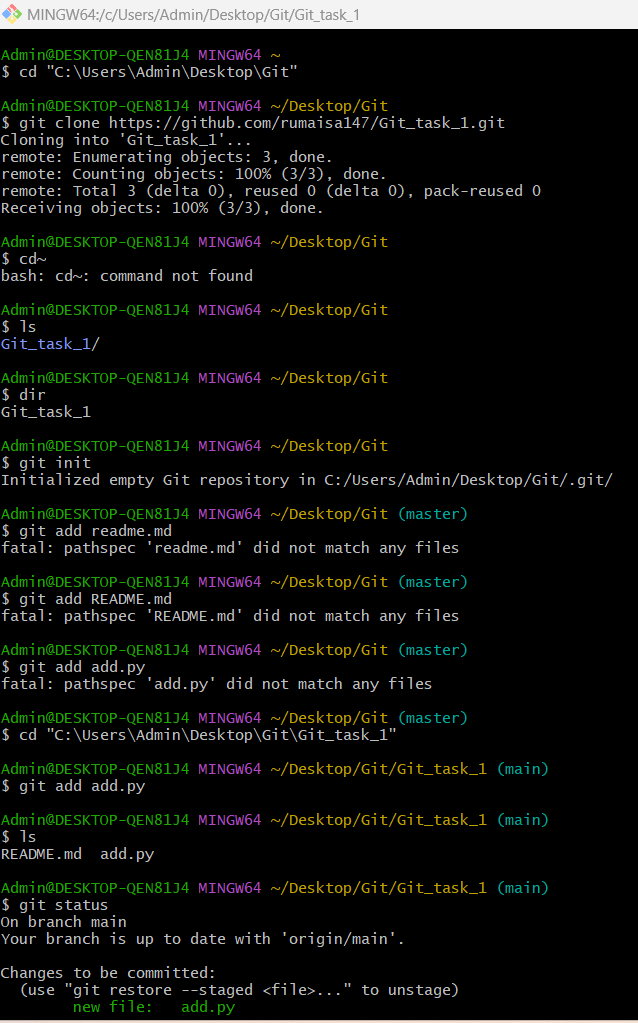 MINGW64:/c/Users/Admin/Desktop/Git/Git_task_1
Admin@DESKTOP-QEN81J4 MINGW64 ~
$ cd "C:\Users\Admin\Desktop\Git"
Admin@DESKTOP-QEN81J4 MINGW64 ~/Desktop/Git
$ git clone https://github.com/rumaisa147/Git_task_1.git
Cloning into 'Git_task_1'...
remote: Enumerating objects: 3, done.
remote: Counting objects: 100% (3/3), done.
remote: Total 3 (delta 0), reused 0 (delta 0), pack-reused 0
Receiving objects: 100% (3/3), done.
Admin@DESKTOP-QEN81J4 MINGW64 ~/Desktop/Git
$ cd~
bash: cd~: command not found
Admin@DESKTOP-QEN81J4 MINGW64 ~/Desktop/Git
$ ls
Git_task_1/
Admin@DESKTOP-QEN81J4 MINGW64 ~/Desktop/Git
$ dir
Git_task_1
Admin@DESKTOP-QEN81J4 MINGW64 ~/Desktop/Git
$ git init
Initialized empty Git repository in C:/Users/Admin/Desktop/Git/.git/
Admin@DESKTOP-QEN81J4 MINGW64 ~/Desktop/Git (master)
$ git add readme.md
fatal: pathspec 'readme.md' did not match any files
Admin@DESKTOP-QEN81J4 MINGW64 ~/Desktop/Git (master)
$ git add README.md
fatal: pathspec 'README.md' did not match any files
Admin@DESKTOP-QEN81J4 MINGW64 ~/Desktop/Git (master)
$ git add add.py
fatal: pathspec 'add.py' did not match any files
Admin@DESKTOP-QEN81J4 MINGW64 ~/Desktop/Git (master)
$ cd "C:\Users\Admin\Desktop\Git\Git_task_1"
Admin@DESKTOP-QEN81J4 MINGW64 ~/Desktop/Git/Git_task_1 (main)
$ git add add.py
Admin@DESKTOP-QEN81J4 MINGW64 ~/Desktop/Git/Git_task_1 (main)
$ ls
README.md  add.py
Admin@DESKTOP-QEN81J4 MINGW64 ~/Desktop/Git/Git_task_1 (main)
$ git status
On branch main
Your branch is up to date with 'origin/main'.
Changes to be committed:
  (use "git restore --staged <file>..." to unstage)
        new file:   add.py